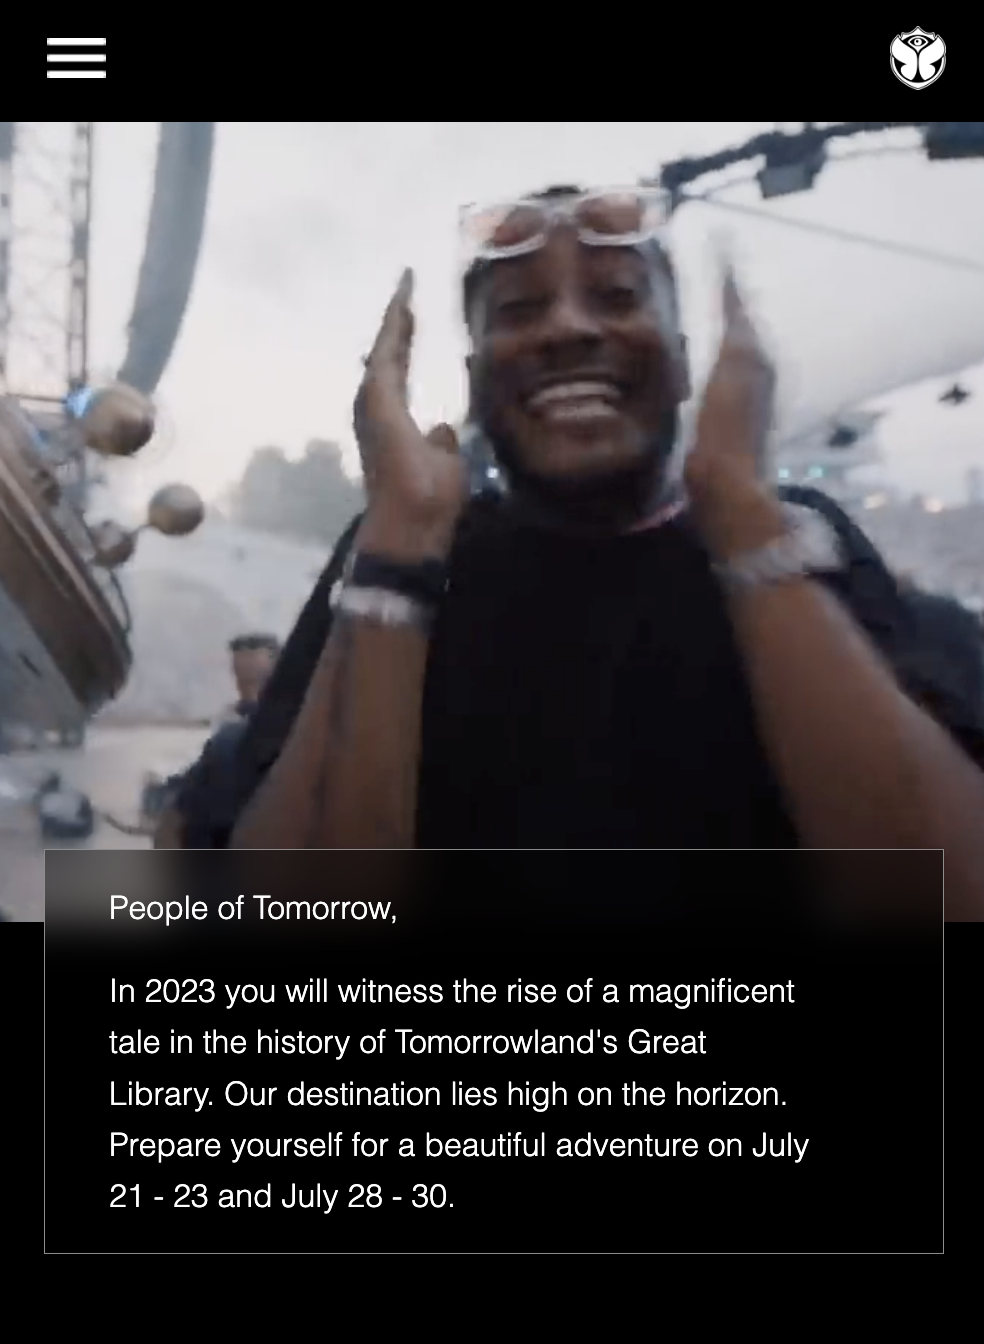 People of Tomorrow,
In 2023 you will witness the rise of a magnificent
tale in the history of Tomorrowland's Great
Library. Our destination lies high on the horizon.
Prepare yourself for a beautiful adventure on July
21 - 23 and July 28 - 30.